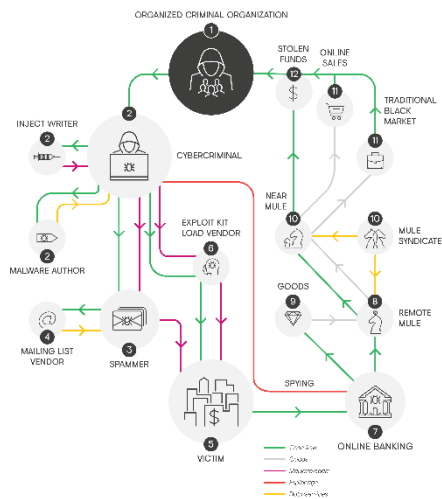 ORGANIZED CRIMINAL ORGANIZATION
1
STOLEN
FUNDS
12
ONLINE
SALES
11
TRADITIONAL
BLACK
MARKET
11
2
CYBERCRIMINAL
INJECT WRITER
2
2
MALWARE AUTHOR
EXPLOIT KIT
LOAD VENDOR
6
NEAR
MULE
10
10
MULE
SYNDICATE
GOODS
9
8
REMOTE
MULE
4
MAILING LIST
VENDOR
3
SPAMMER
SPYING
$
5
VICTIM
7
ONLINE BANKING
Goods
Espionage